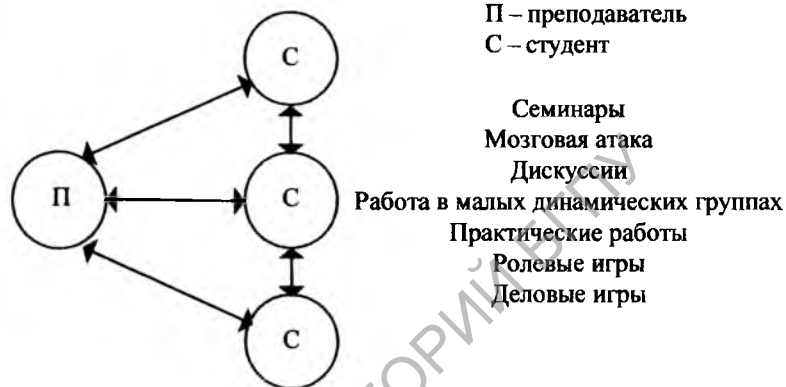 П – преподаватель
С – студент
С
П
С
С
Семинары
Мозговая атака
Дискуссии
Работа в малых динамических группах
Практические работы
Ролевые игры
Деловые игры